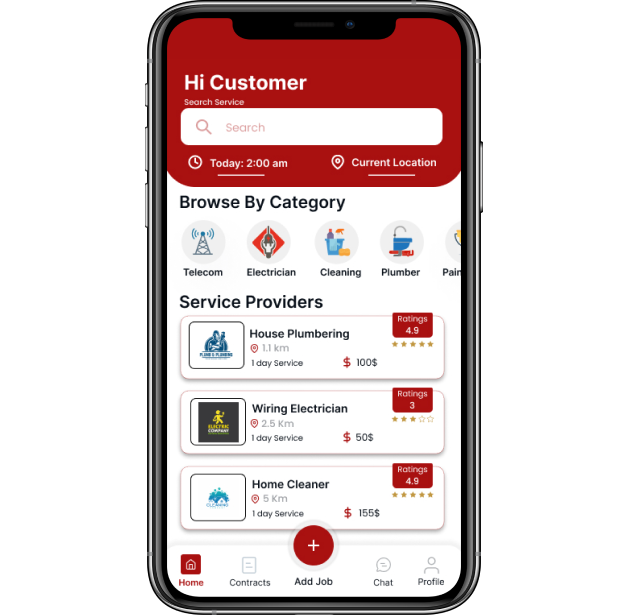 Hi Customer
Search Service
Search
Today: 2:00 am
Current Location
Browse By Category
Telecom
Electrician
Cleaning
Plumber
Pain
Service Providers
House Plumbering
1.1 km
1 day Service
$ 100$
Ratings
4.9
Wiring Electrician
2.5 Km
1 day Service
$ 50$
Ratings
3
ELECTRIC
COMPANY
Home Cleaner
5 Km
1 day Service
$ 155$
Ratings
4.9
CLEANING
Home
Contracts
+
Add Job
Chat
Profile